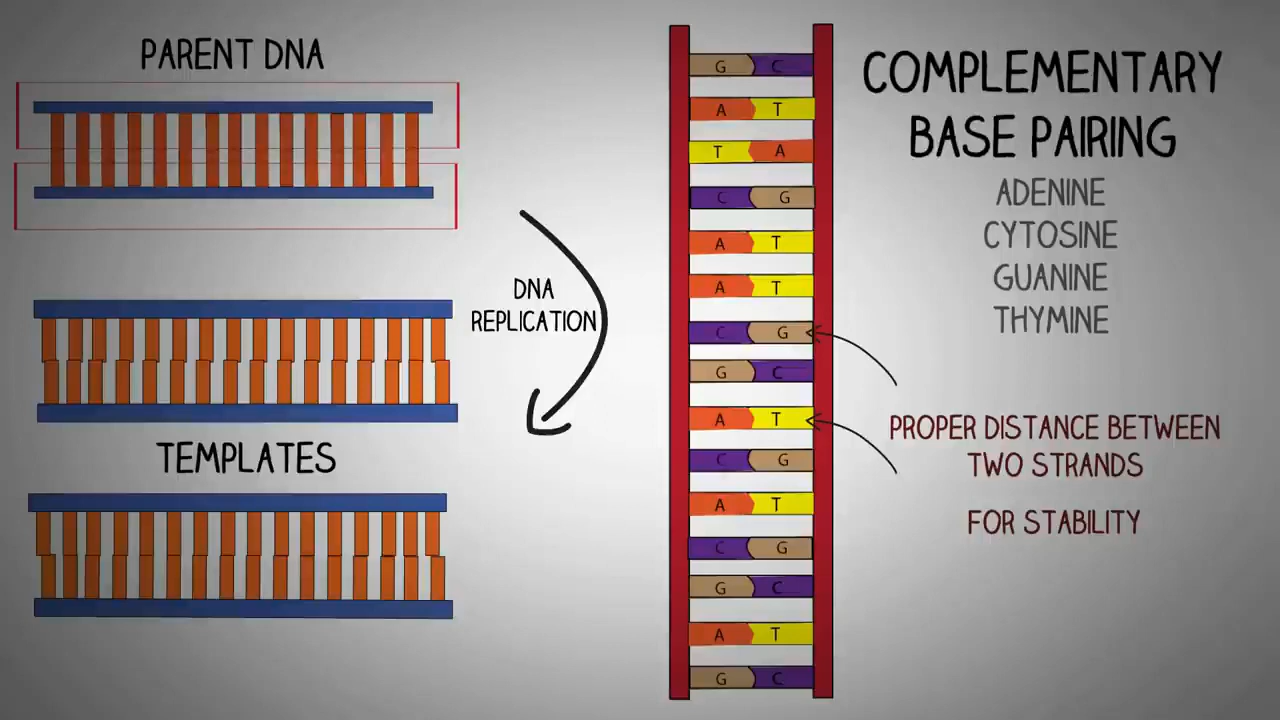 PARENT DNA
DNA
REPLICATION
TEMPLATES
G C
A T
T A
C G
A T
A T
C G
G C
A T
C G
A T
C G
G C
A T
G C
COMPLEMENTARY
BASE PAIRING
ADENINE
CYTOSINE
GUANINE
THYMINE
PROPER DISTANCE BETWEEN
TWO STRANDS
FOR STABILITY